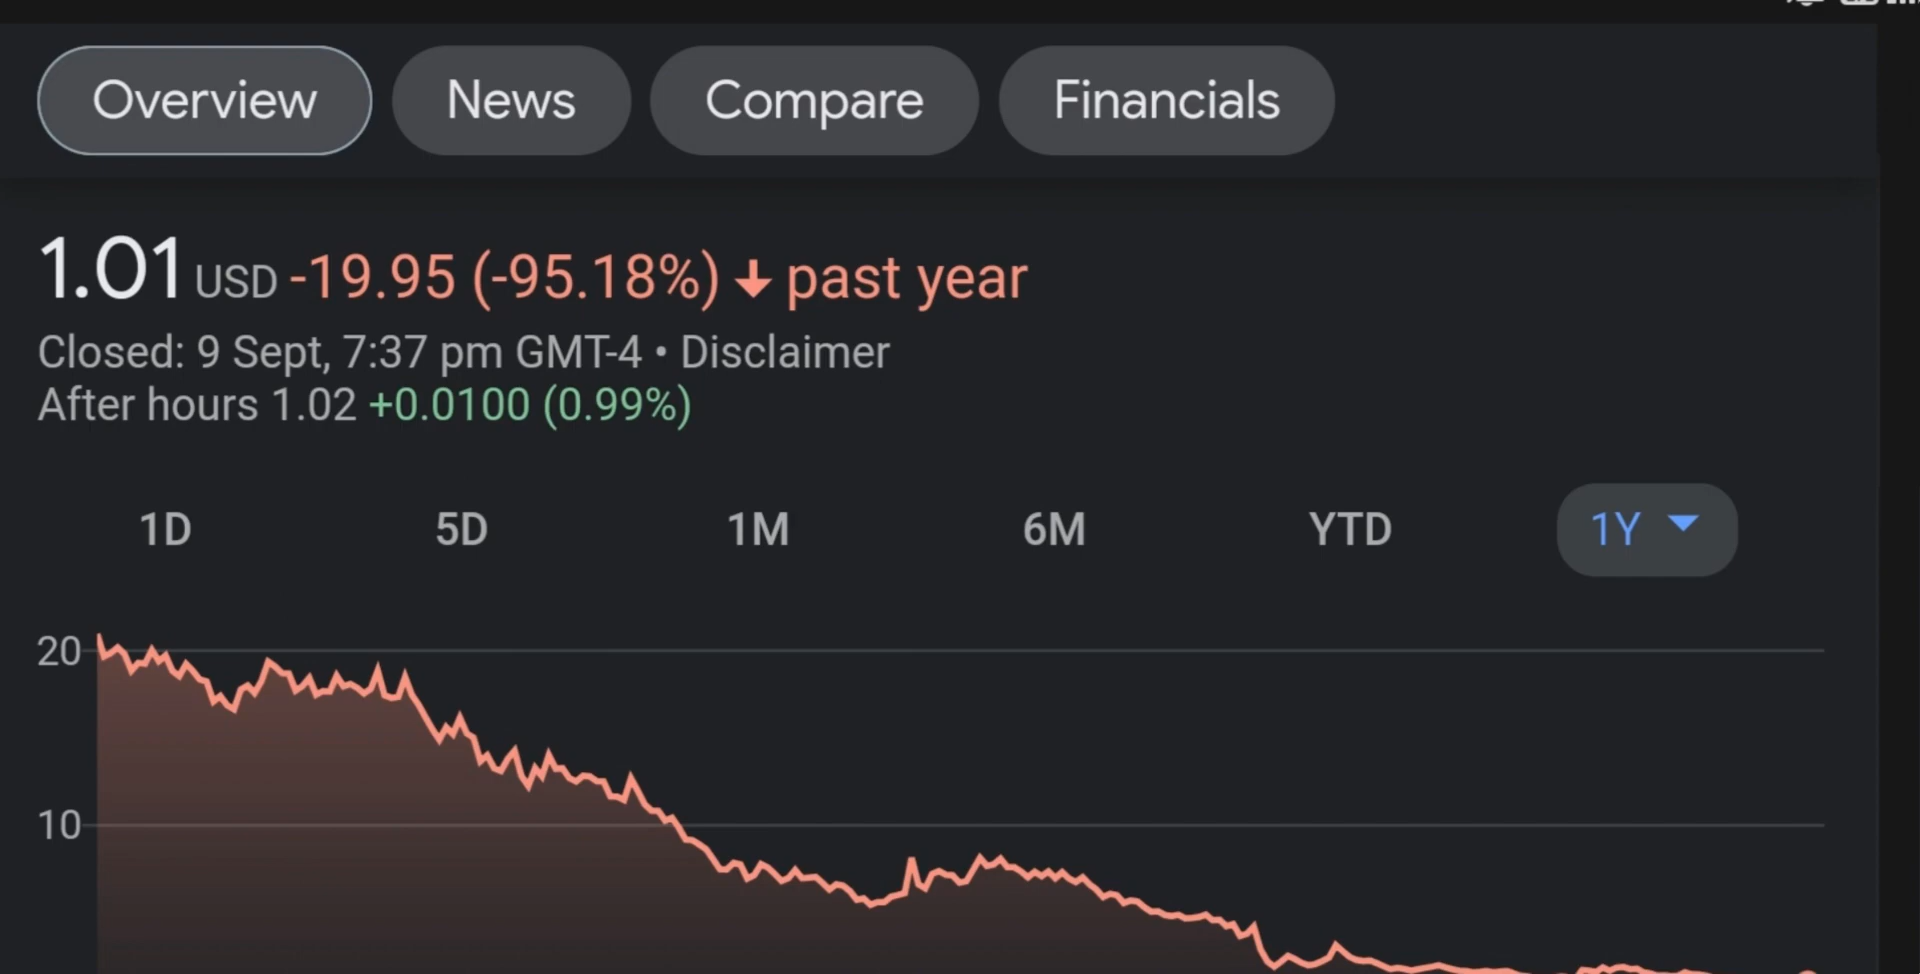 Overview News Compare Financials
1.01 USD -19.95 (-95.18%) ↓ past year
Closed: 9 Sept, 7:37 pm GMT-4 • Disclaimer
After hours 1.02 +0.0100 (0.99%)
1D 5D 1M 6M YTD 1Y
20
10